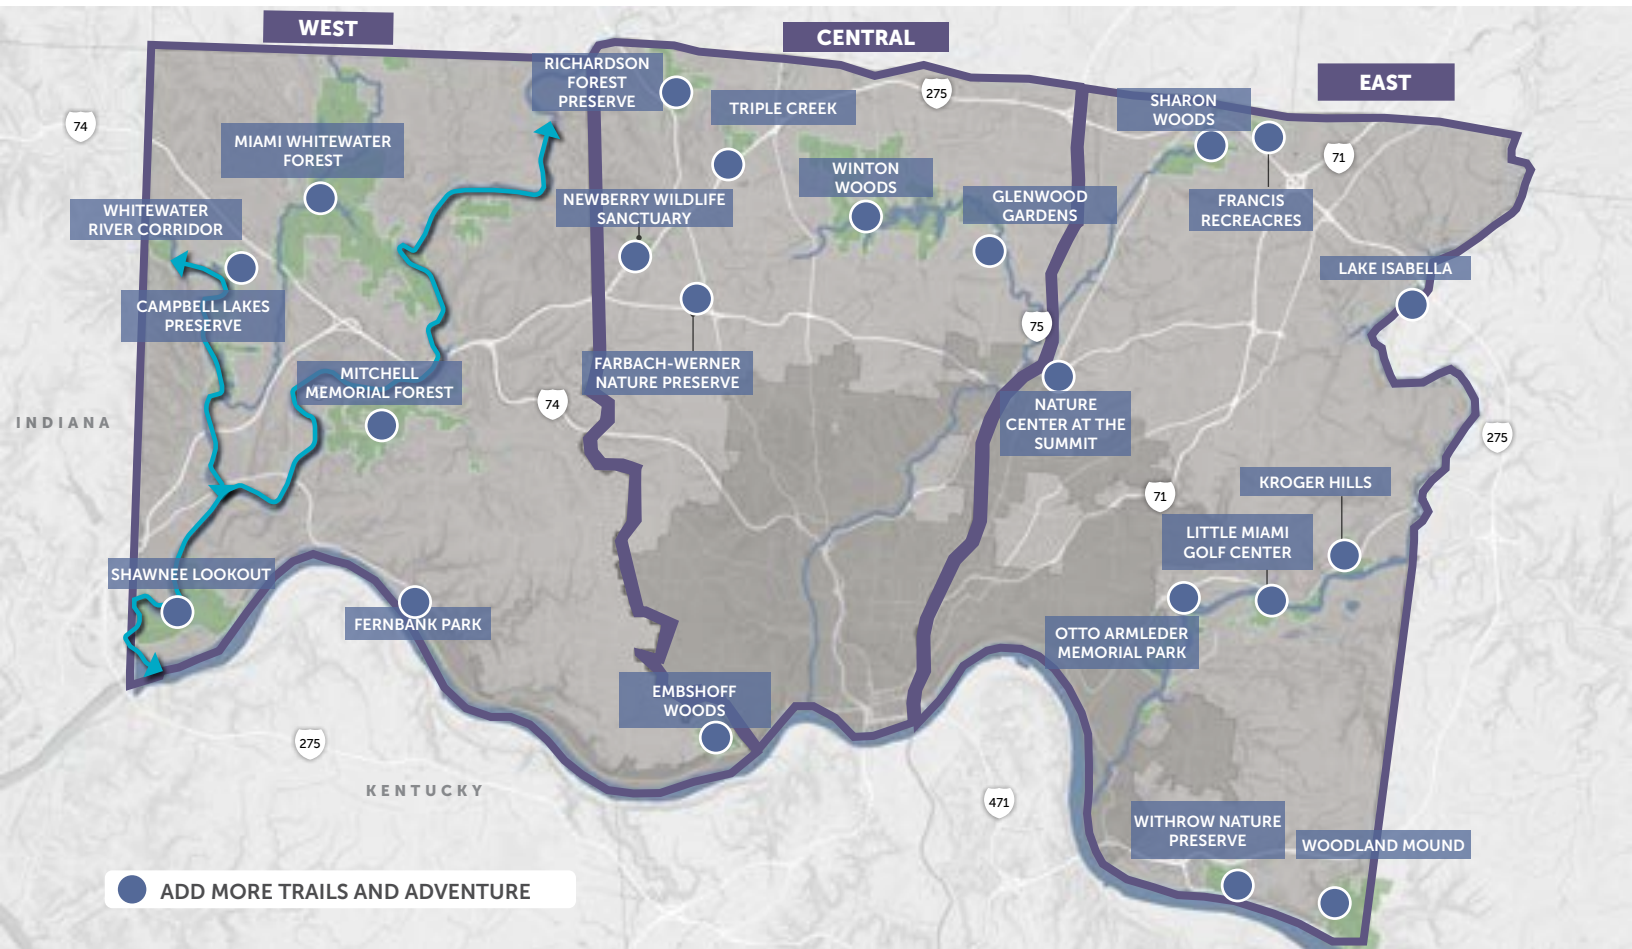 WEST
CENTRAL
EAST
RICHARDSON
FOREST
PRESERVE
TRIPLE CREEK
275
SHARON
WOODS
74
MIAMI WHITEWATER
FOREST
71
WINTON
WOODS
NEWBERRY WILDLIFE
SANCTUARY
GLENWOOD
GARDENS
FRANCIS
RECREACRES
WHITEWATER
RIVER CORRIDOR
LAKE ISABELLA
CAMPBELL LAKES
PRESERVE
75
FARBACH-WERNER
NATURE PRESERVE
MITCHELL
MEMORIAL FOREST
74
NATURE
CENTER AT THE
SUMMIT
INDIANA
275
KROGER HILLS
71
LITTLE MIAMI
GOLF CENTER
SHAWNEE LOOKOUT
FERNBANK PARK
OTTO ARMLEDER
MEMORIAL PARK
EMBSHOFF
WOODS
275
KENTUCKY
471
WITHROW NATURE
PRESERVE
WOODLAND MOUND
ADD MORE TRAILS AND ADVENTURE